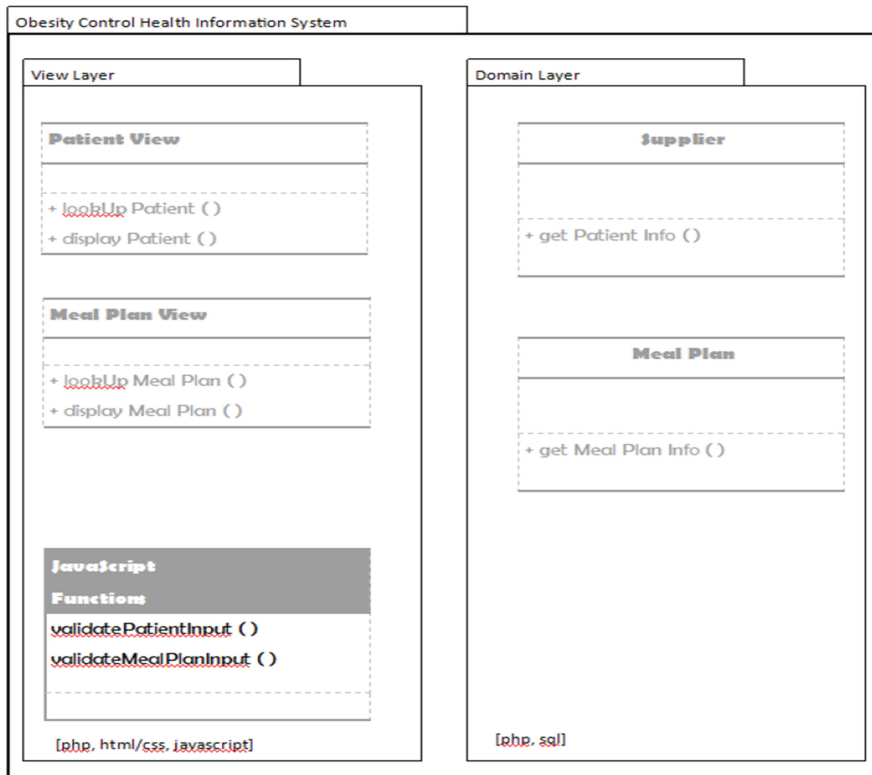 Obesity Control Health Information System
View Layer
Patient View
+ lookUp Patient ( )
+ display Patient ( )
Meal Plan View
+ lookUp Meal Plan ( )
+ display Meal Plan ( )
JavaScript
Functions
validatePatientInput ( )
validateMealPlanInput ( )
[php, html/css, javascript]
Domain Layer
Supplier
+ get Patient Info ( )
Meal Plan
+ get Meal Plan Info ( )
[php, sql]